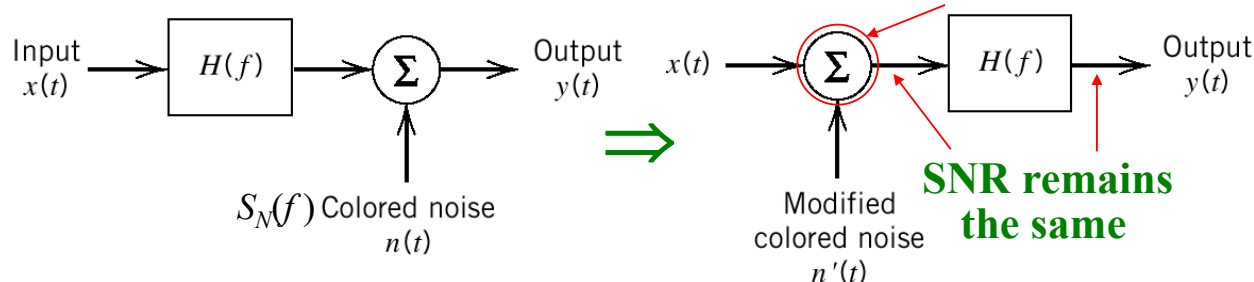 Input
x(t)
H(f)
Σ
Output
y(t)
S_N(f) Colored noise
n(t)
⇒
x(t)
Σ
H(f)
Output
y(t)
Modified
colored noise
n′(t)
SNR remains
the same